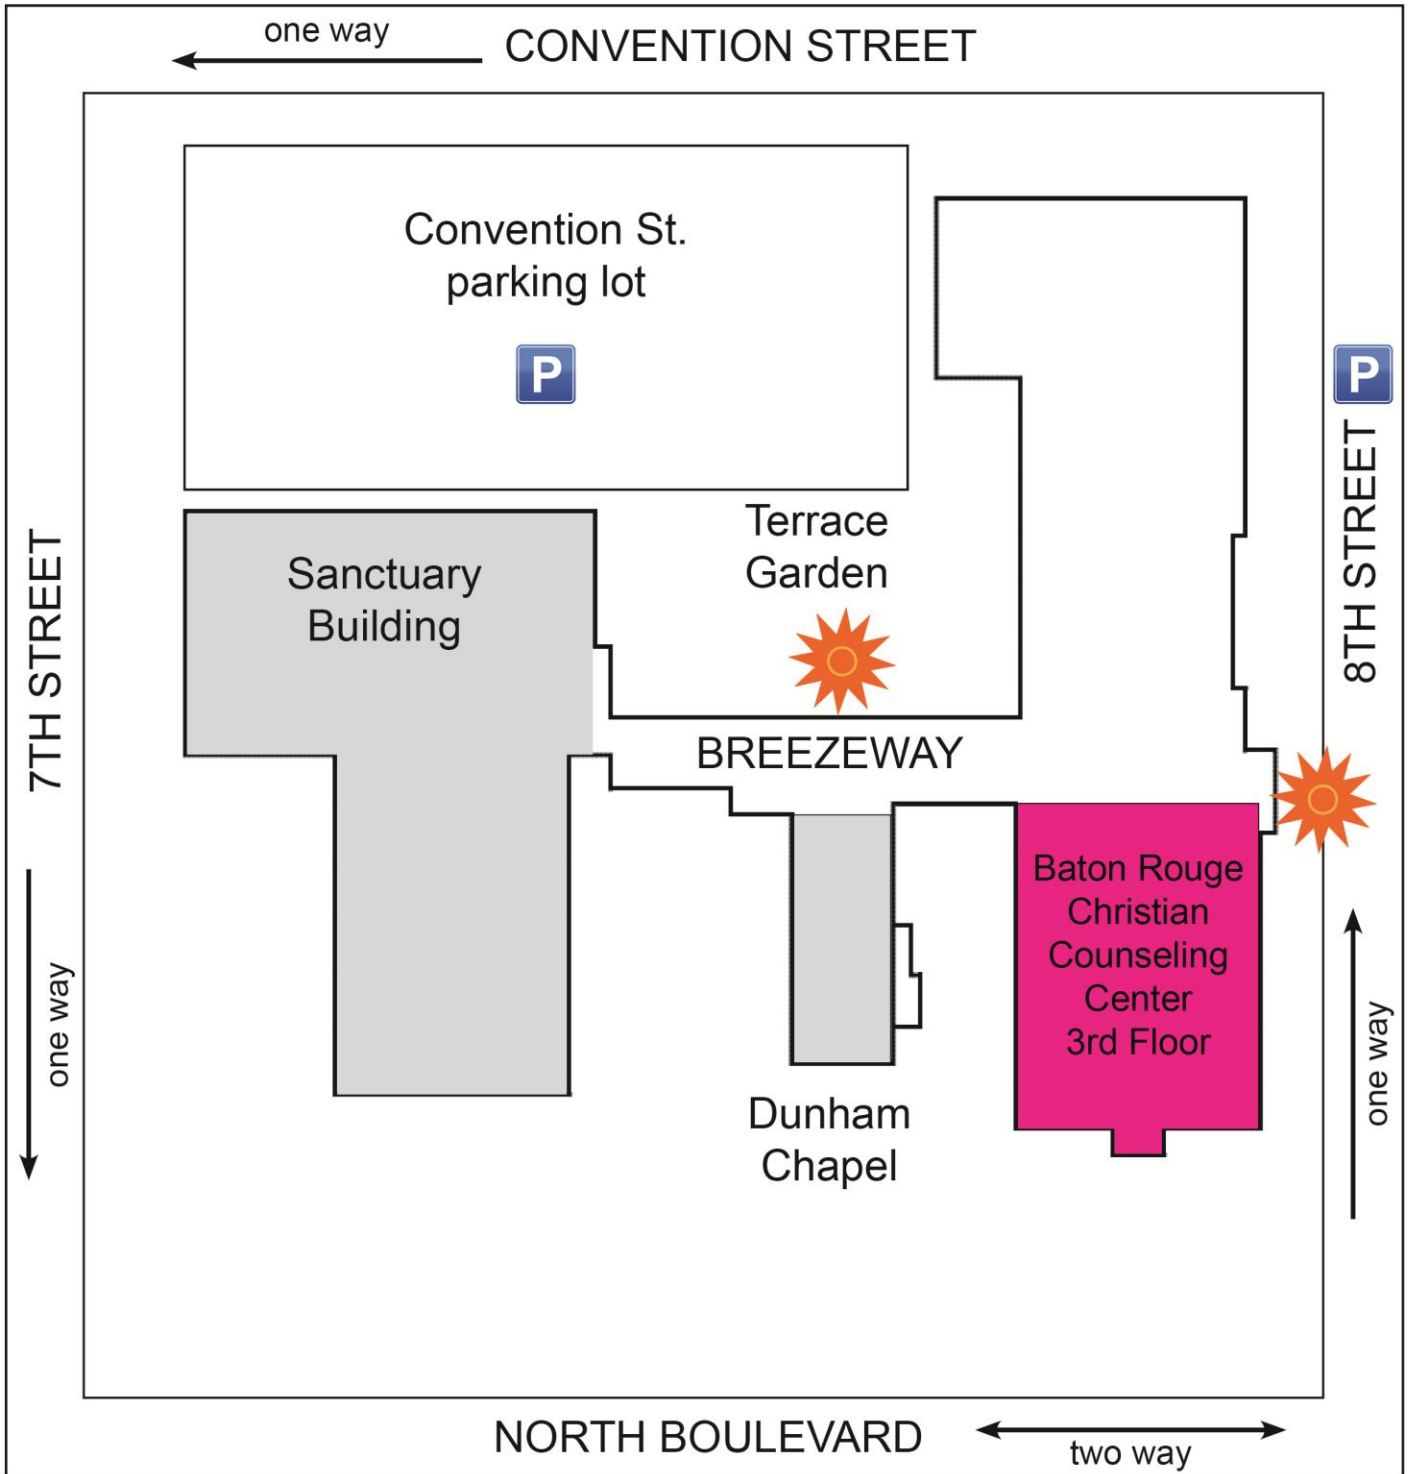 one way
CONVENTION STREET
Convention St.
parking lot
P
P
Terrace
Garden
Sanctuary
Building
7TH STREET
8TH STREET
BREEZEWAY
Baton Rouge
Christian
Counseling
Center
3rd Floor
one way
one way
Dunham
Chapel
NORTH BOULEVARD
two way